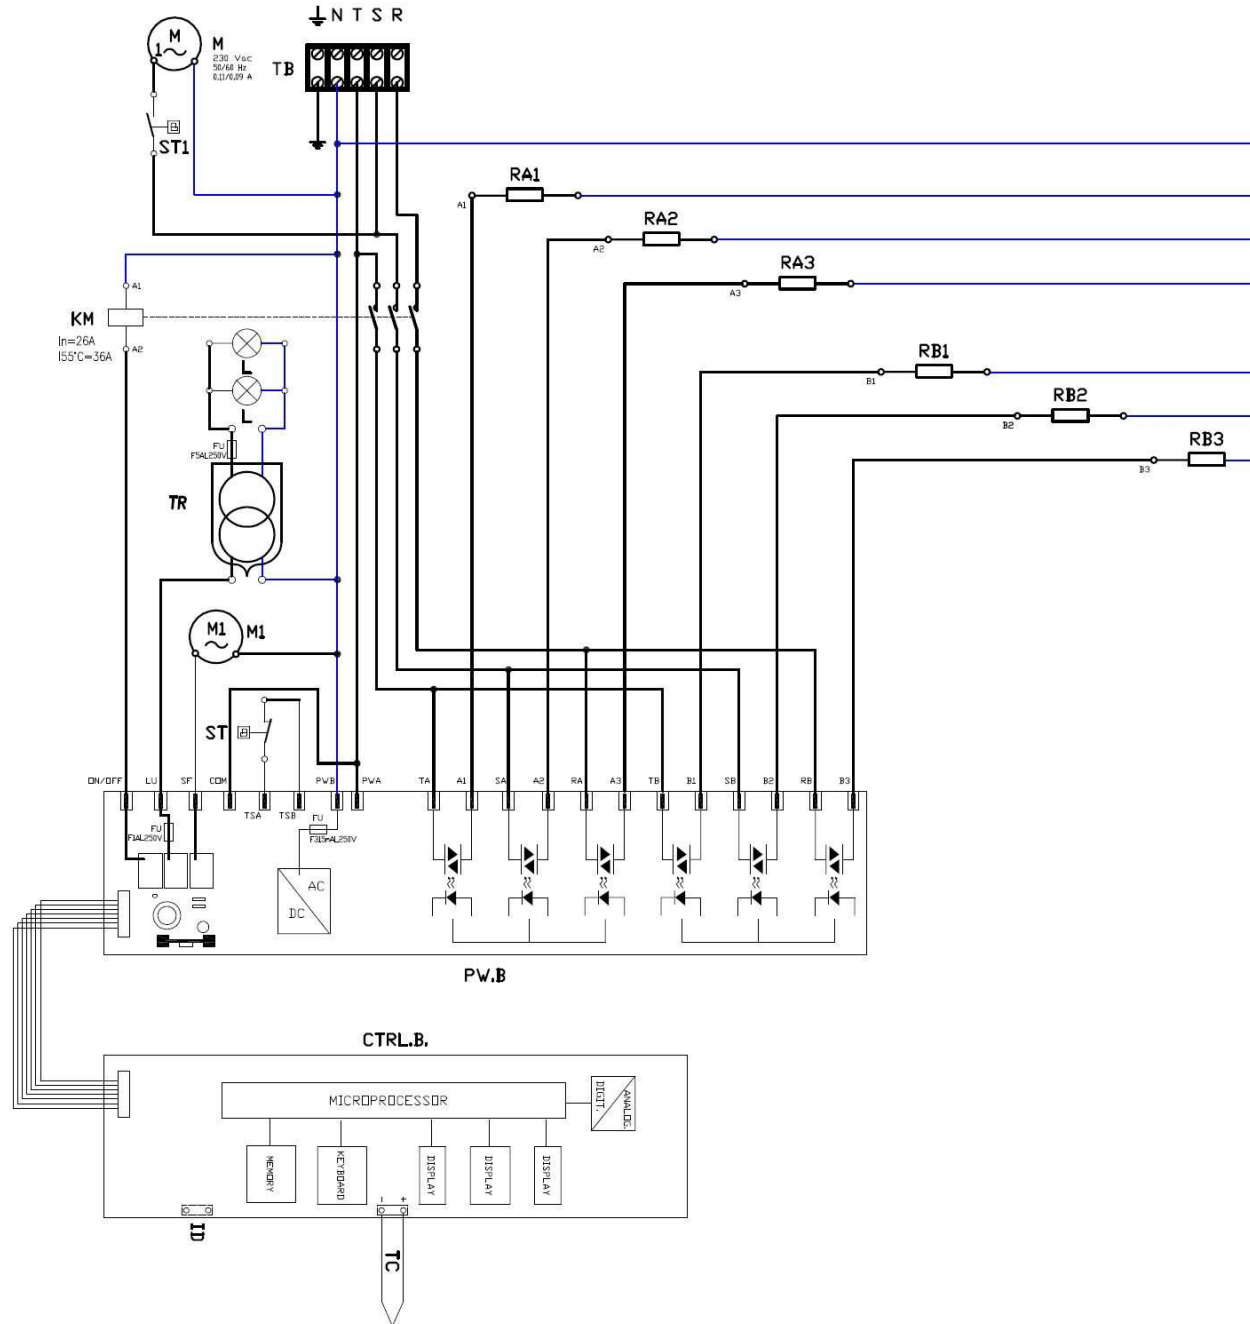 N T S R
M
1
M
230 Vac
50/60 Hz
0,11/0,09 A
TB
ST1
RA1
A1
RA2
A2
RA3
A3
A1
KM
In=26A
I55°C=36A
A2
L
L
RB1
B1
RB2
B2
RB3
B3
FU
F5AL250V
TR
M1
M1
ST
ON/OFF LU SF COM PWB PWA TA A1 SA A2 RA A3 TB B1 SB B2 RB B3
TSA TSB
FU
F1AL250V
FU
F315mAL250V
AC
DC
PW.B
CTRL.B.
MICROPROCESSOR
DIGIT.
ANALOG.
MEMORY
KEYBOARD
DISPLAY
DISPLAY
DISPLAY
- +
ID
TC